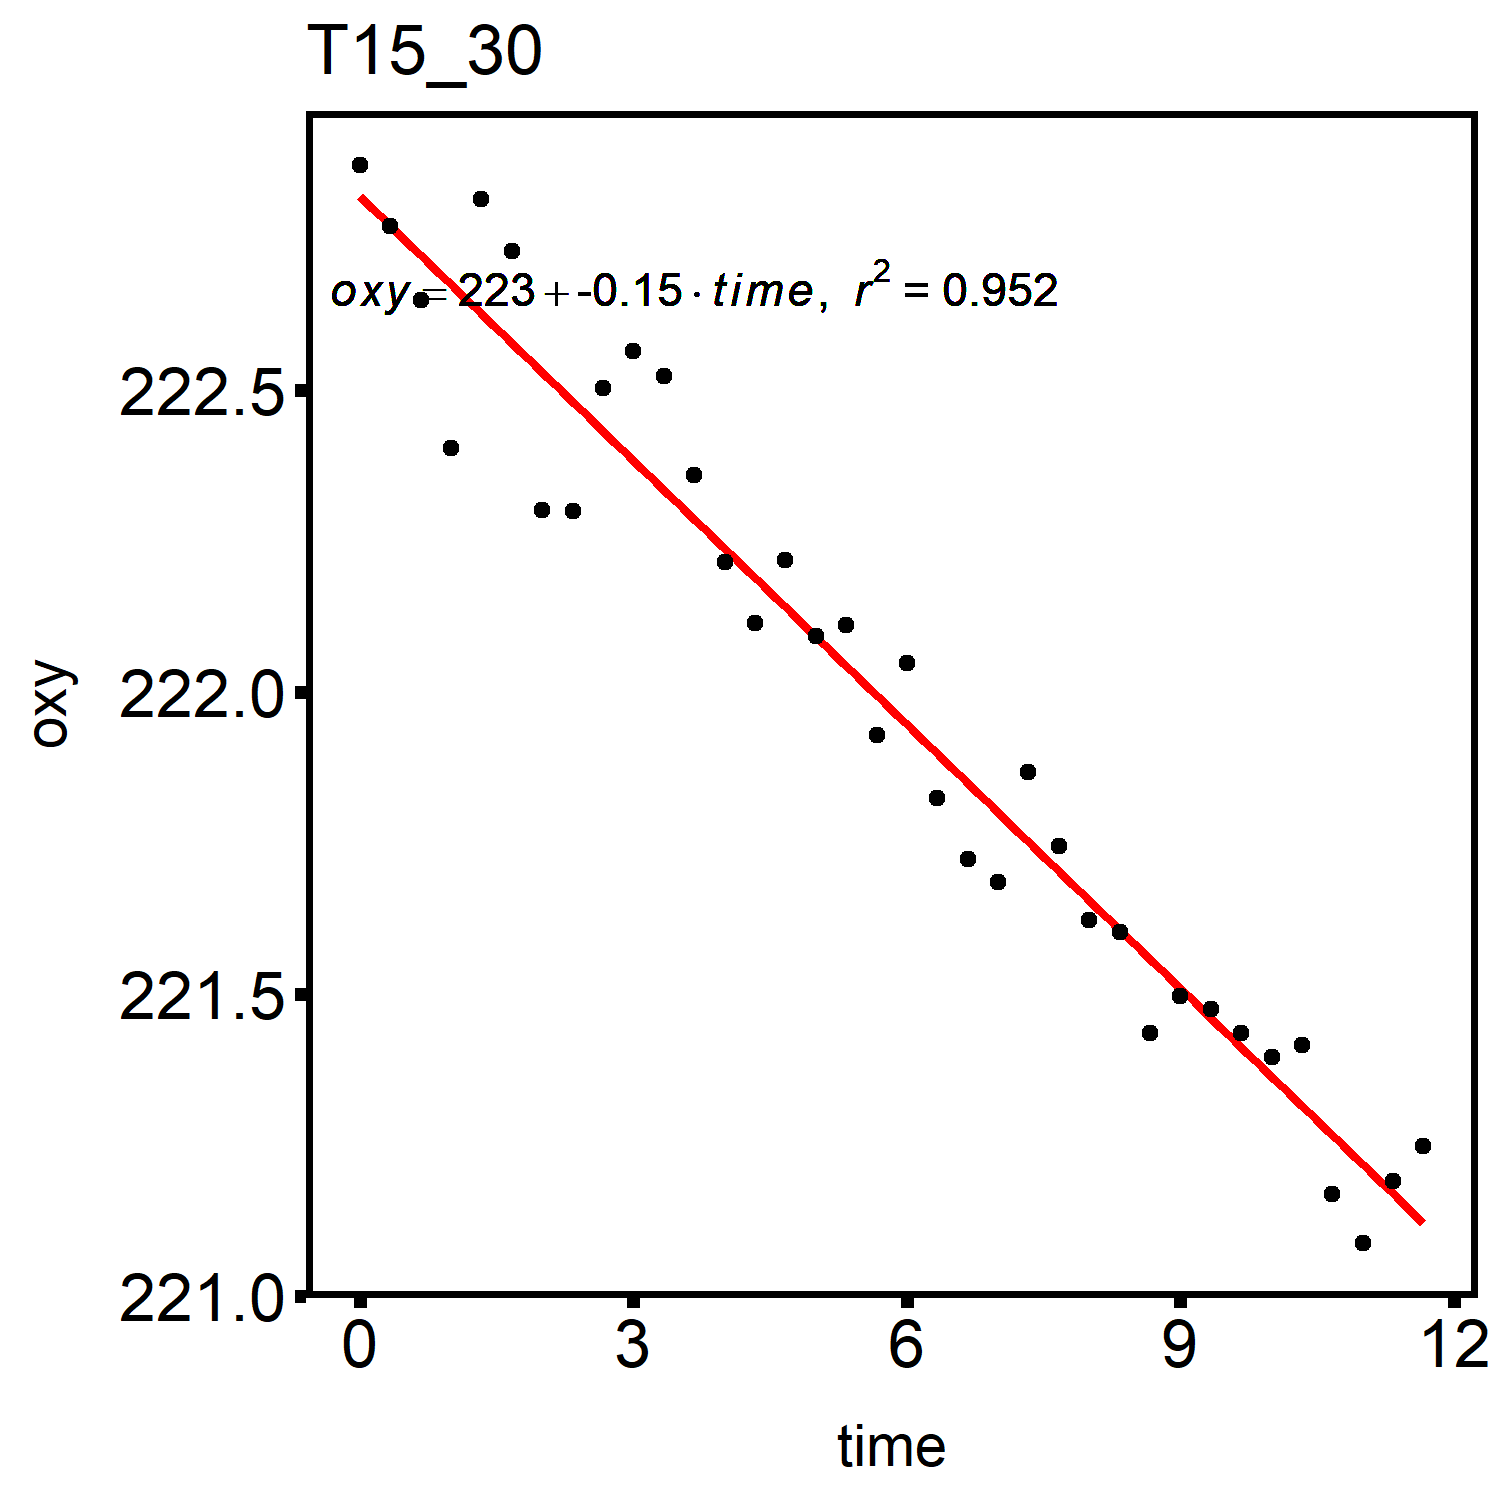 T15_30
oxy = 223 + -0.15 · time, r² = 0.952
222.5
222.0
221.5
221.0
oxy
0 3 6 9 12
time